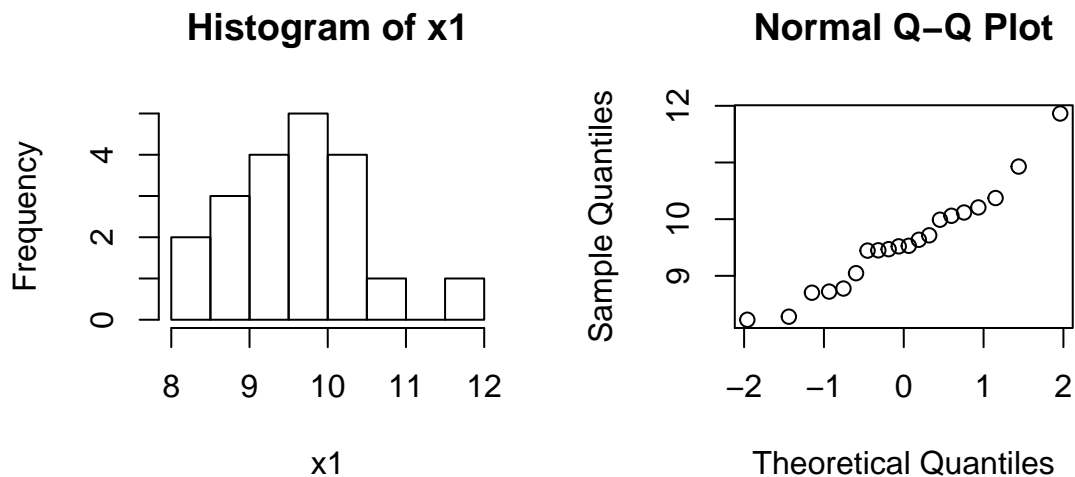 Histogram of x1
Frequency
0 2 4
8 9 10 11 12
x1
Normal Q−Q Plot
Sample Quantiles
9 10 12
−2 −1 0 1 2
Theoretical Quantiles